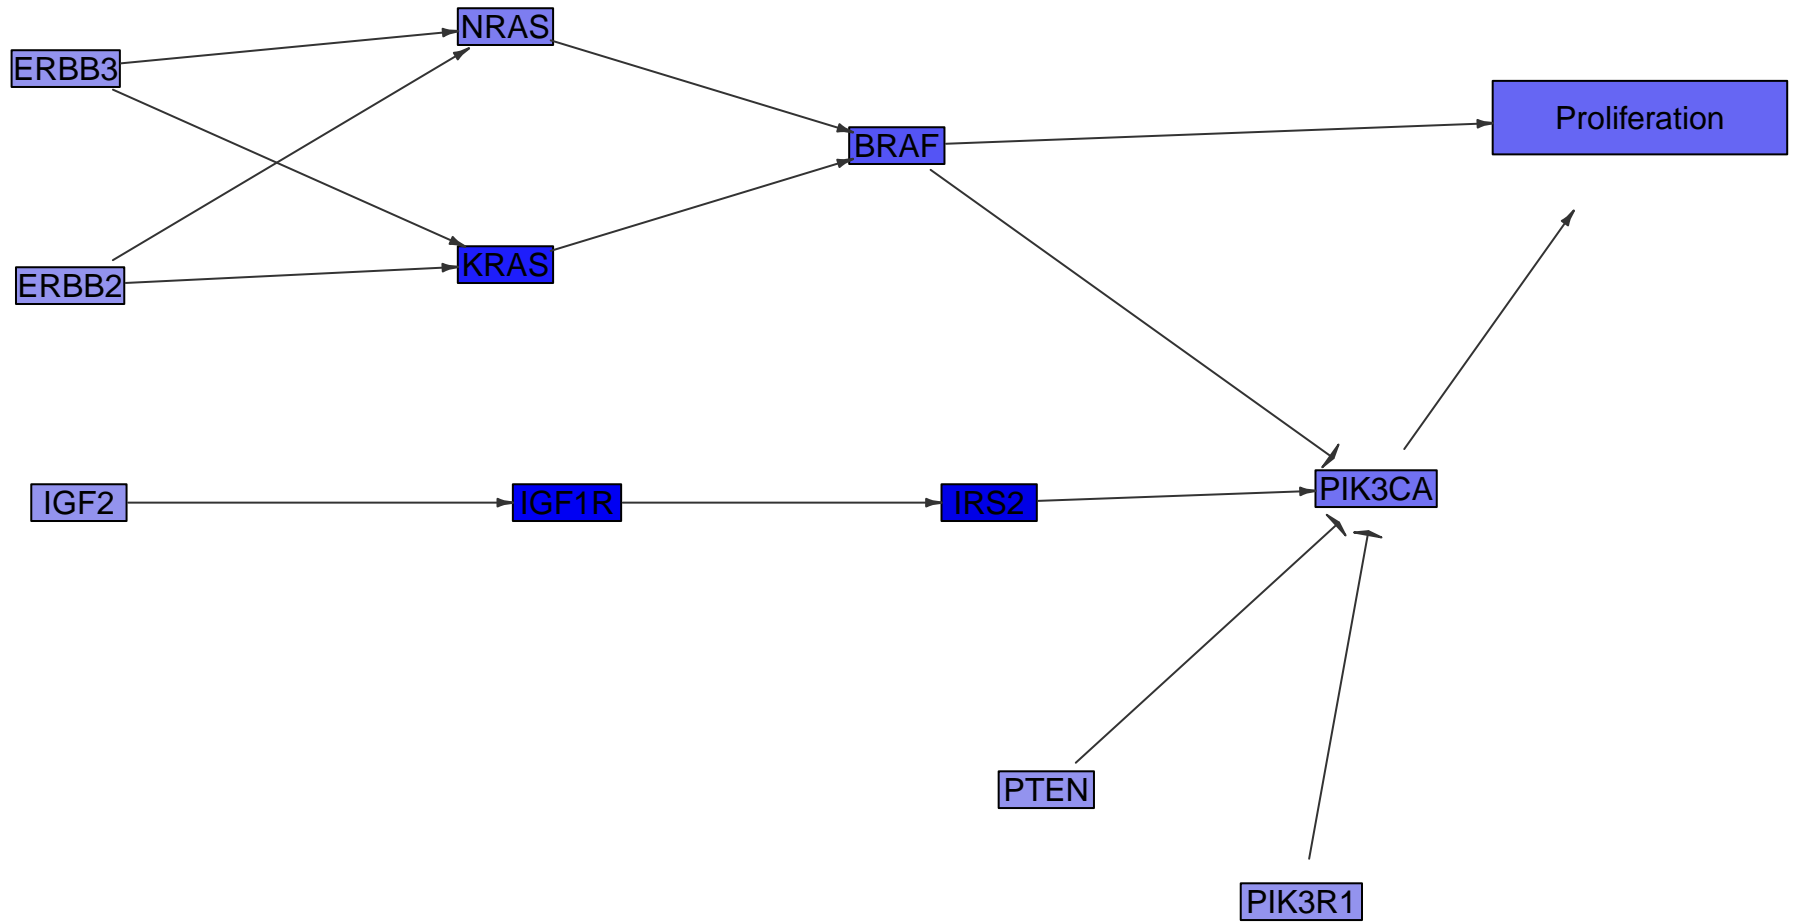 NRAS
ERBB3
Proliferation
BRAF
KRAS
ERBB2
IGF2
IGF1R
IRS2
PIK3CA
PTEN
PIK3R1